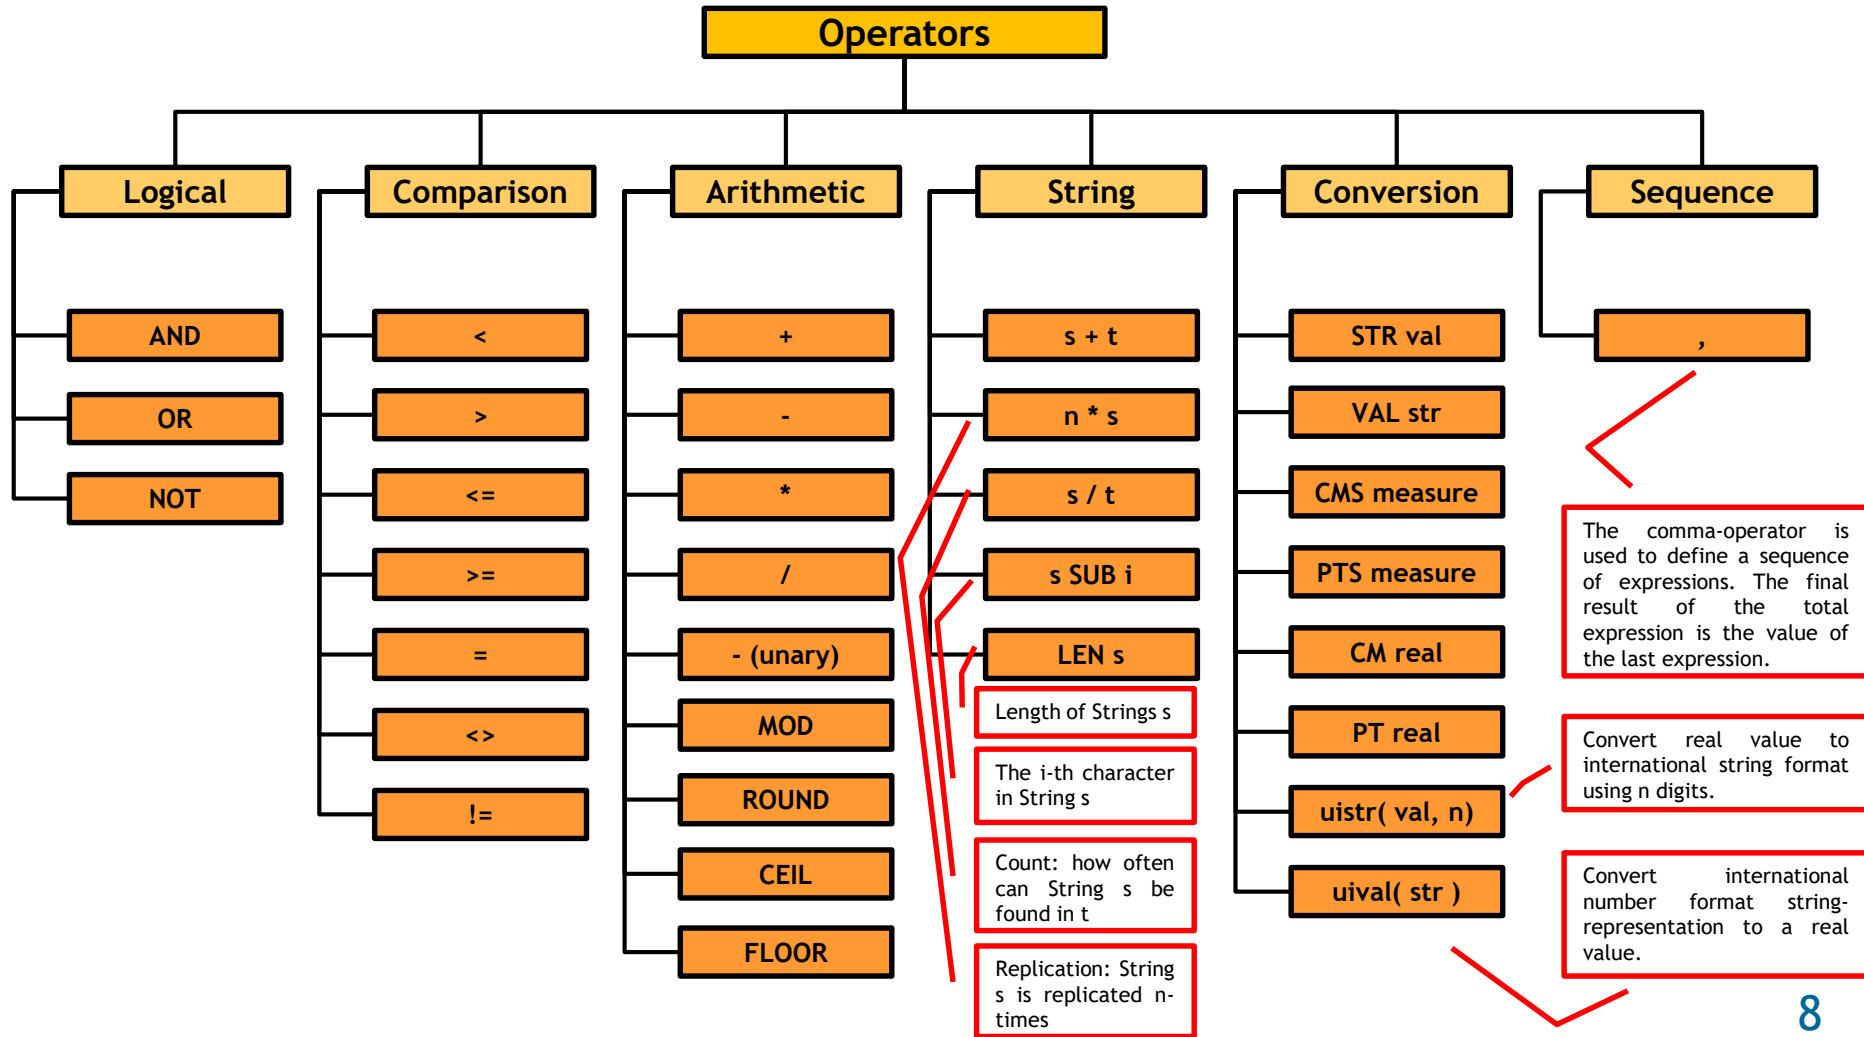 Operators
Logical
Comparison
Arithmetic
String
Conversion
Sequence
AND
OR
NOT
<
>
<=
>=
=
<>
!=
+
-
*
/
- (unary)
MOD
ROUND
CEIL
FLOOR
s + t
n * s
s / t
s SUB i
LEN s
Length of Strings s
The i-th character
in String s
Count: how often
can String s be
found in t
Replication: String
s is replicated n-
times
STR val
VAL str
CMS measure
PTS measure
CM real
PT real
uistr( val, n)
uival( str )
,
The comma-operator is
used to define a sequence
of expressions. The final
result of the total
expression is the value of
the last expression.
Convert real value to
international string format
using n digits.
Convert international
number format string-
representation to a real
value.
8